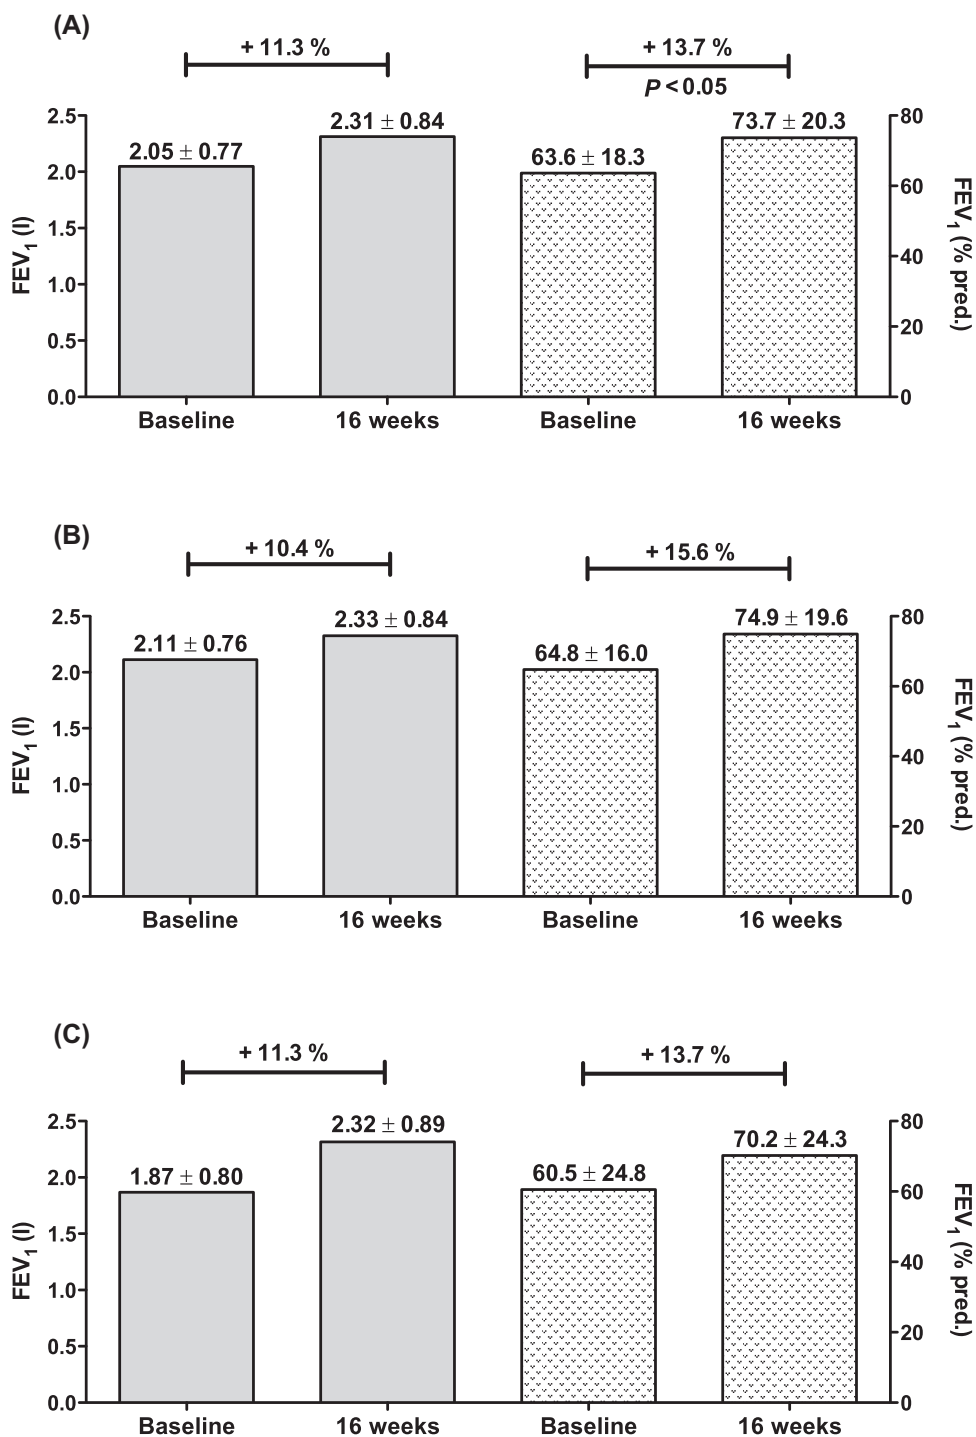 (A)
+ 11.3 %
+ 13.7 %
P < 0.05
2.5
2.0
1.5
1.0
0.5
0.0
FEV1 (l)
2.05 ± 0.77
2.31 ± 0.84
63.6 ± 18.3
73.7 ± 20.3
80
60
40
20
0
FEV1 (% pred.)
Baseline
16 weeks
Baseline
16 weeks
(B)
+ 10.4 %
+ 15.6 %
2.5
2.0
1.5
1.0
0.5
0.0
FEV1 (l)
2.11 ± 0.76
2.33 ± 0.84
64.8 ± 16.0
74.9 ± 19.6
80
60
40
20
0
FEV1 (% pred.)
Baseline
16 weeks
Baseline
16 weeks
(C)
+ 11.3 %
+ 13.7 %
2.5
2.0
1.5
1.0
0.5
0.0
FEV1 (l)
1.87 ± 0.80
2.32 ± 0.89
60.5 ± 24.8
70.2 ± 24.3
80
60
40
20
0
FEV1 (% pred.)
Baseline
16 weeks
Baseline
16 weeks